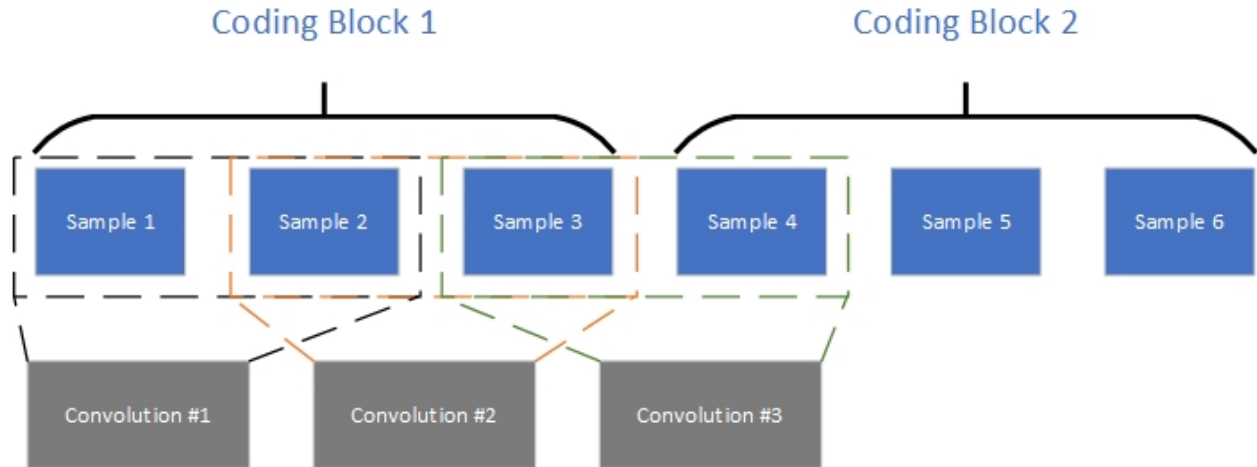 Coding Block 1
Coding Block 2
Sample 1
Sample 2
Sample 3
Sample 4
Sample 5
Sample 6
Convolution #1
Convolution #2
Convolution #3